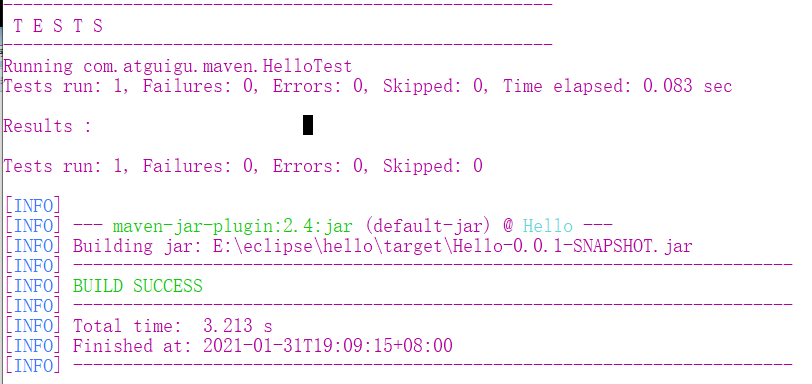 -------------------------------------------------------
 T E S T S
-------------------------------------------------------
Running com.atguigu.maven.HelloTest
Tests run: 1, Failures: 0, Errors: 0, Skipped: 0, Time elapsed: 0.083 sec
Results :
Tests run: 1, Failures: 0, Errors: 0, Skipped: 0
[INFO]
[INFO] --- maven-jar-plugin:2.4:jar (default-jar) @ Hello ---
[INFO] Building jar: E:\eclipse\hello\target\Hello-0.0.1-SNAPSHOT.jar
[INFO] ------------------------------------------------------------------------
[INFO] BUILD SUCCESS
[INFO] ------------------------------------------------------------------------
[INFO] Total time:  3.213 s
[INFO] Finished at: 2021-01-31T19:09:15+08:00
[INFO] ------------------------------------------------------------------------